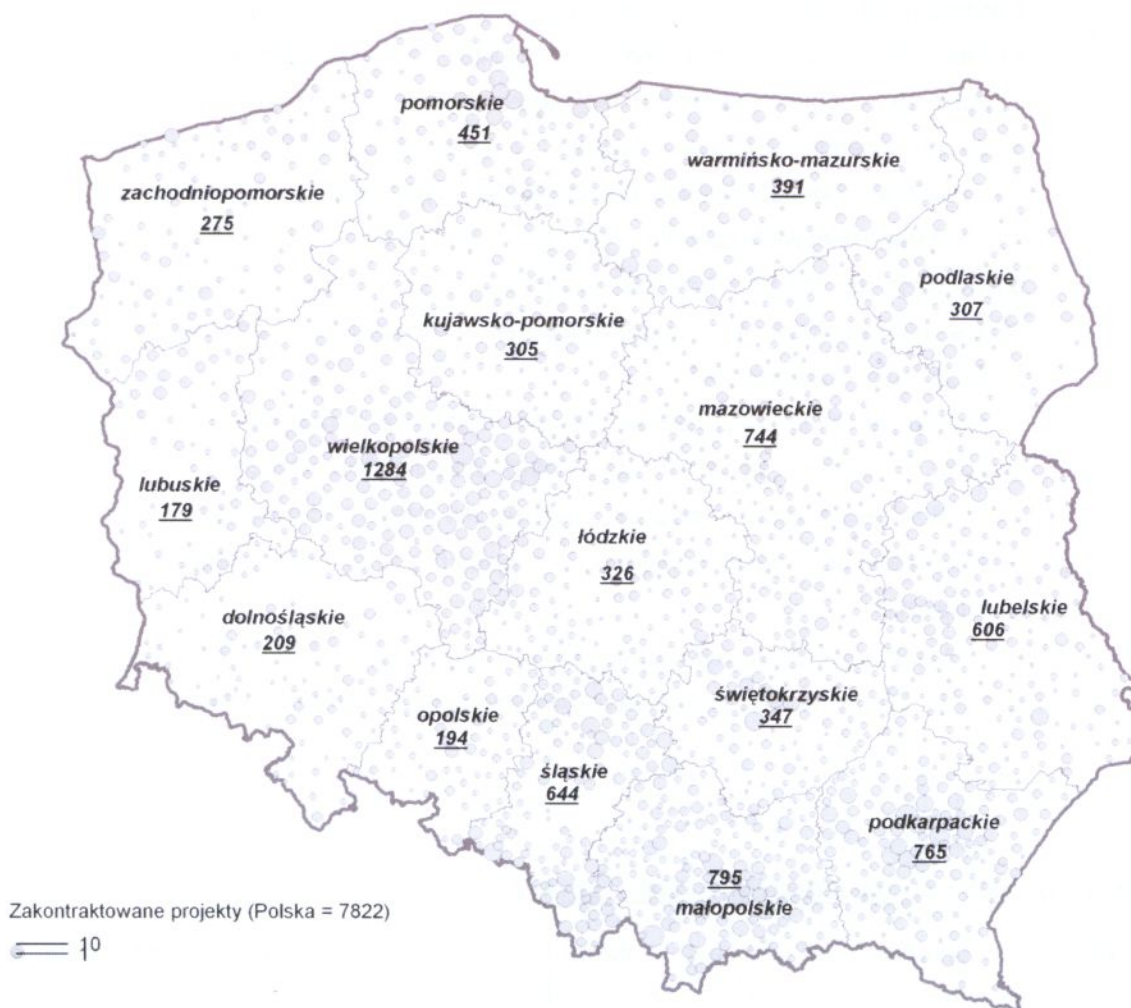 pomorskie
451
warmińsko-mazurskie
391
zachodniopomorskie
275
podlaskie
307
kujawsko-pomorskie
305
mazowieckie
744
wielkopolskie
1284
lubuskie
179
łódzkie
326
dolnośląskie
209
lubelskie
606
świętokrzyskie
347
opolskie
194
śląskie
644
podkarpackie
765
795
małopolskie
Zakontraktowane projekty (Polska = 7822)
10
1